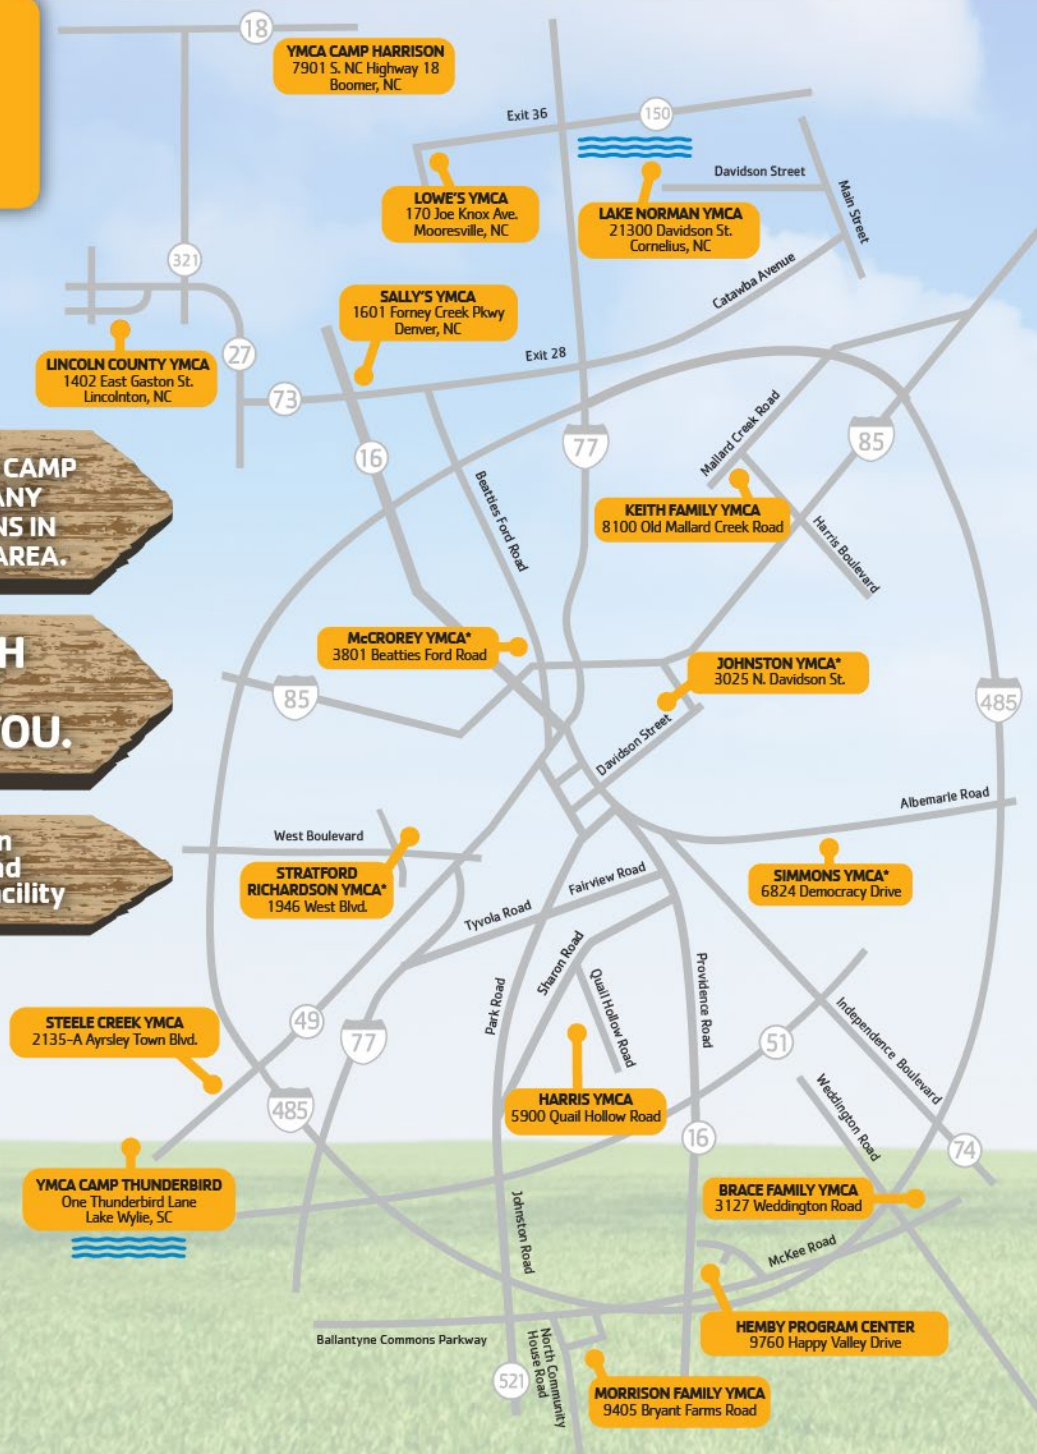 18
YMCA CAMP HARRISON
7901 S. NC Highway 18
Boomer, NC
Exit 36
150
LOWE'S YMCA
170 Joe Knox Ave.
Mooresville, NC
Davidson Street
Main Street
LAKE NORMAN YMCA
21300 Davidson St.
Cornelius, NC
321
Catawba Avenue
SALLY'S YMCA
1601 Forney Creek Pkwy
Denver, NC
Exit 28
LINCOLN COUNTY YMCA
1402 East Gaston St.
Lincolnton, NC
27
73
16
77
85
Mallard Creek Road
Beatties Ford Road
CAMP
ANY
NS IN
AREA.
KEITH FAMILY YMCA
8100 Old Mallard Creek Road
Harris Boulevard
H
YOU.
McCROREY YMCA*
3801 Beatties Ford Road
JOHNSTON YMCA*
3025 N. Davidson St.
85
485
Davidson Street
Albemarle Road
n
nd
cility
West Boulevard
STRATFORD
RICHARDSON YMCA*
1946 West Blvd.
SIMMONS YMCA*
6824 Democracy Drive
Fairview Road
Tyvola Road
Sharon Road
Park Road
Quail Hollow Road
Providence Road
STEELE CREEK YMCA
2135-A Ayrsley Town Blvd.
49
77
51
Independence Boulevard
Weddington Road
485
HARRIS YMCA
5900 Quail Hollow Road
16
74
YMCA CAMP THUNDERBIRD
One Thunderbird Lane
Lake Wylie, SC
BRACE FAMILY YMCA
3127 Weddington Road
Johnston Road
McKee Road
HEMBY PROGRAM CENTER
9760 Happy Valley Drive
Ballantyne Commons Parkway
North Community
House Road
521
MORRISON FAMILY YMCA
9405 Bryant Farms Road